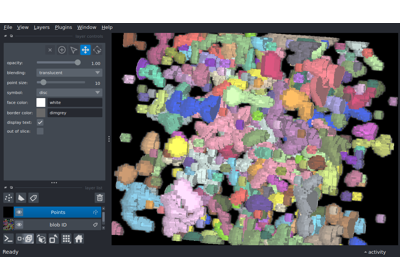 File View Layers Plugins Window Help
opacity: 1.00
blending: translucent
point size: 10
symbol: disc
face color: white
border color: dimgrey
display text:
out of slice:
Points
blob ID
Ready
activity